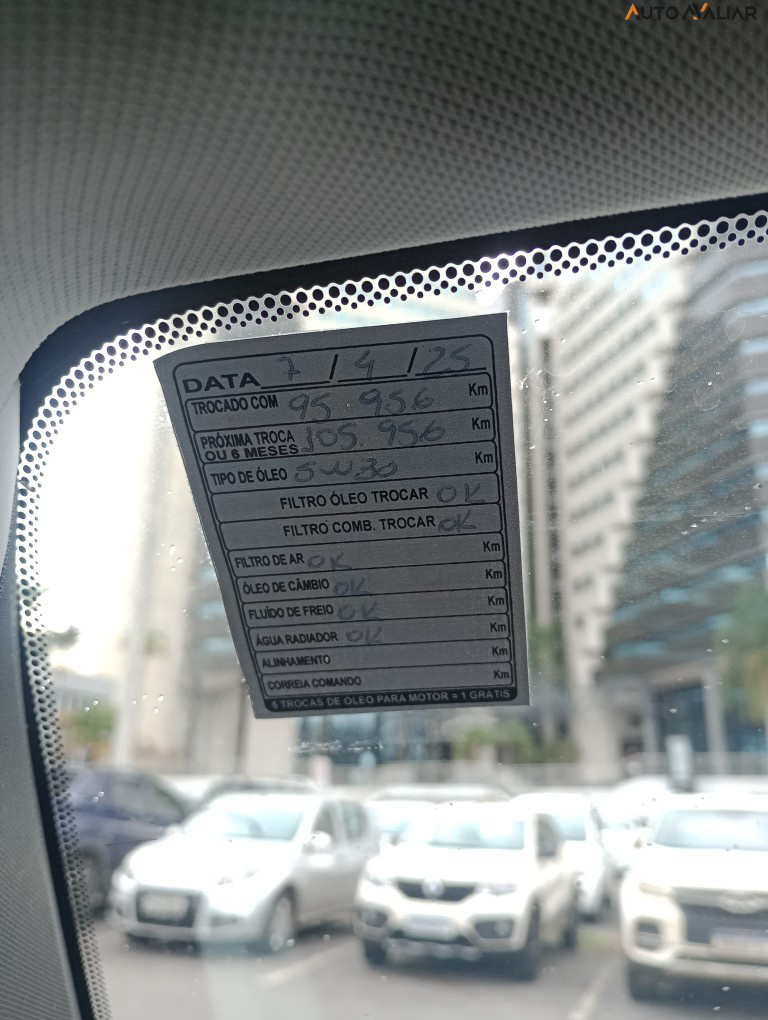 AUTO AVALIAR
DATA 7 / 4 / 25
TROCADO COM 95.956 Km
PRÓXIMA TROCA
OU 6 MESES 105.956 Km
TIPO DE ÓLEO 5W30 Km
FILTRO ÓLEO TROCAR OK
FILTRO COMB. TROCAR OK
FILTRO DE AR OK Km
ÓLEO DE CÂMBIO OK Km
FLUÍDO DE FREIO OK Km
ÁGUA RADIADOR OK Km
ALINHAMENTO Km
CORREIA COMANDO Km
5 TROCAS DE ÓLEO PARA MOTOR = 1 GRATIS